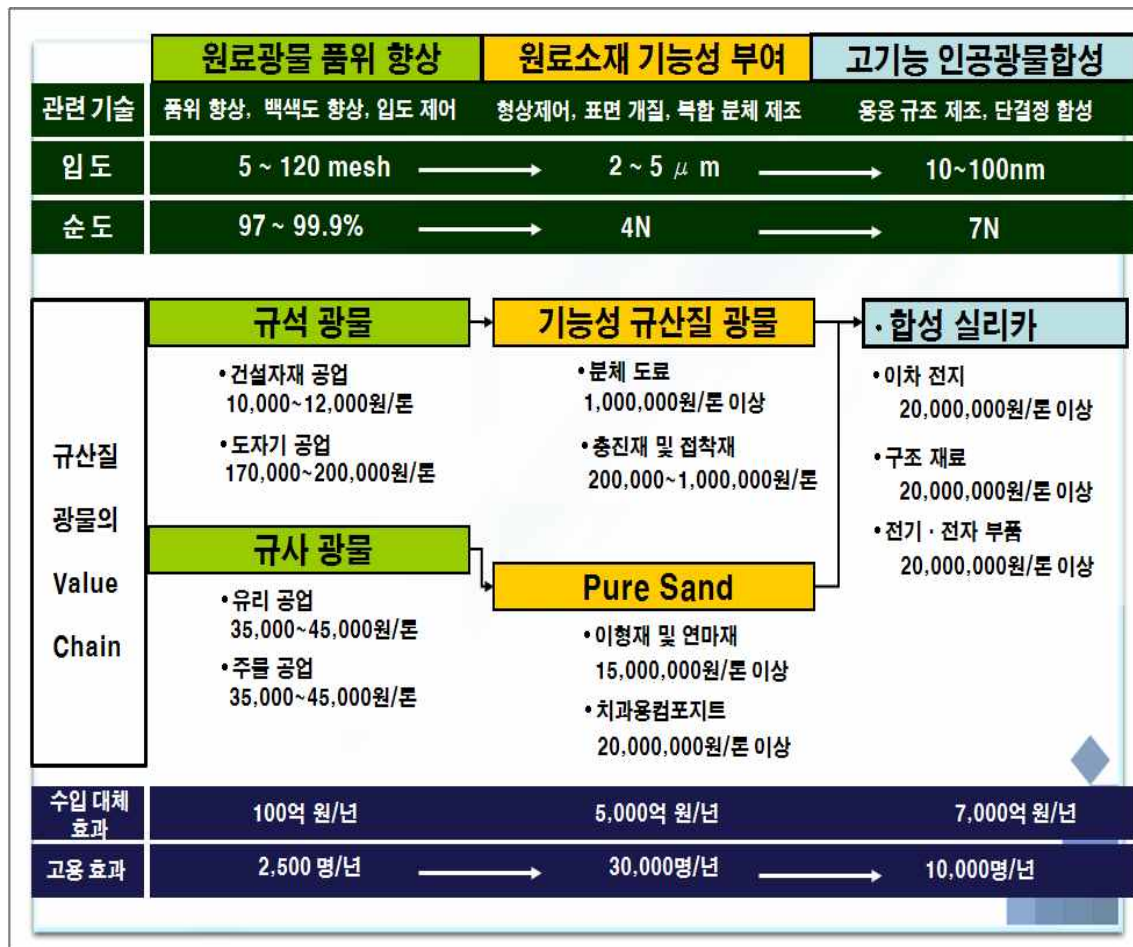 원료광물 품위 향상 원료소재 기능성 부여 고기능 인공광물합성
관련 기술 품위 향상, 백색도 향상, 입도 제어 형상제어, 표면 개질, 복합 분체 제조 용융 규조 제조, 단결정 합성
입 도 5 ~ 120 mesh 2 ~ 5 μ m 10~100nm
순 도 97 ~ 99.9% 4N 7N
규산질
광물의
Value
Chain
규석 광물
• 건설자재 공업
10,000~12,000원/톤
• 도자기 공업
170,000~200,000원/톤
규사 광물
• 유리 공업
35,000~45,000원/톤
• 주물 공업
35,000~45,000원/톤
기능성 규산질 광물
• 분체 도료
1,000,000원/톤 이상
• 충진재 및 접착재
200,000~1,000,000원/톤
Pure Sand
• 이형재 및 연마재
15,000,000원/톤 이상
• 치과용컴포지트
20,000,000원/톤 이상
· 합성 실리카
• 이차 전지
20,000,000원/톤 이상
• 구조 재료
20,000,000원/톤 이상
• 전기 · 전자 부품
20,000,000원/톤 이상
수입 대체
효과
100억 원/년 5,000억 원/년 7,000억 원/년
고용 효과 2,500 명/년 30,000명/년 10,000명/년